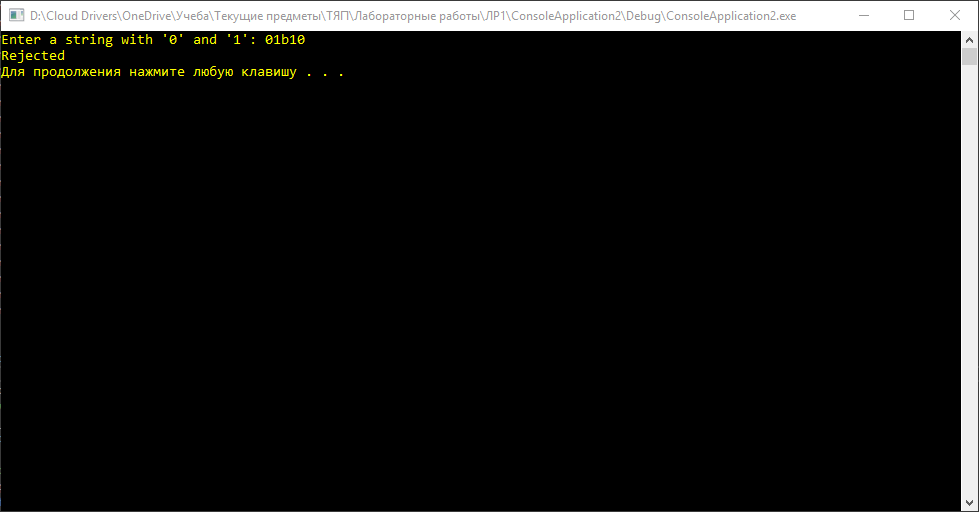 D:\Cloud Drivers\OneDrive\Учеба\Текущие предметы\ТЯП\Лабораторные работы\ЛР1\ConsoleApplication2\Debug\ConsoleApplication2.exe
Enter a string with '0' and '1': 01b10
Rejected
Для продолжения нажмите любую клавишу . . .